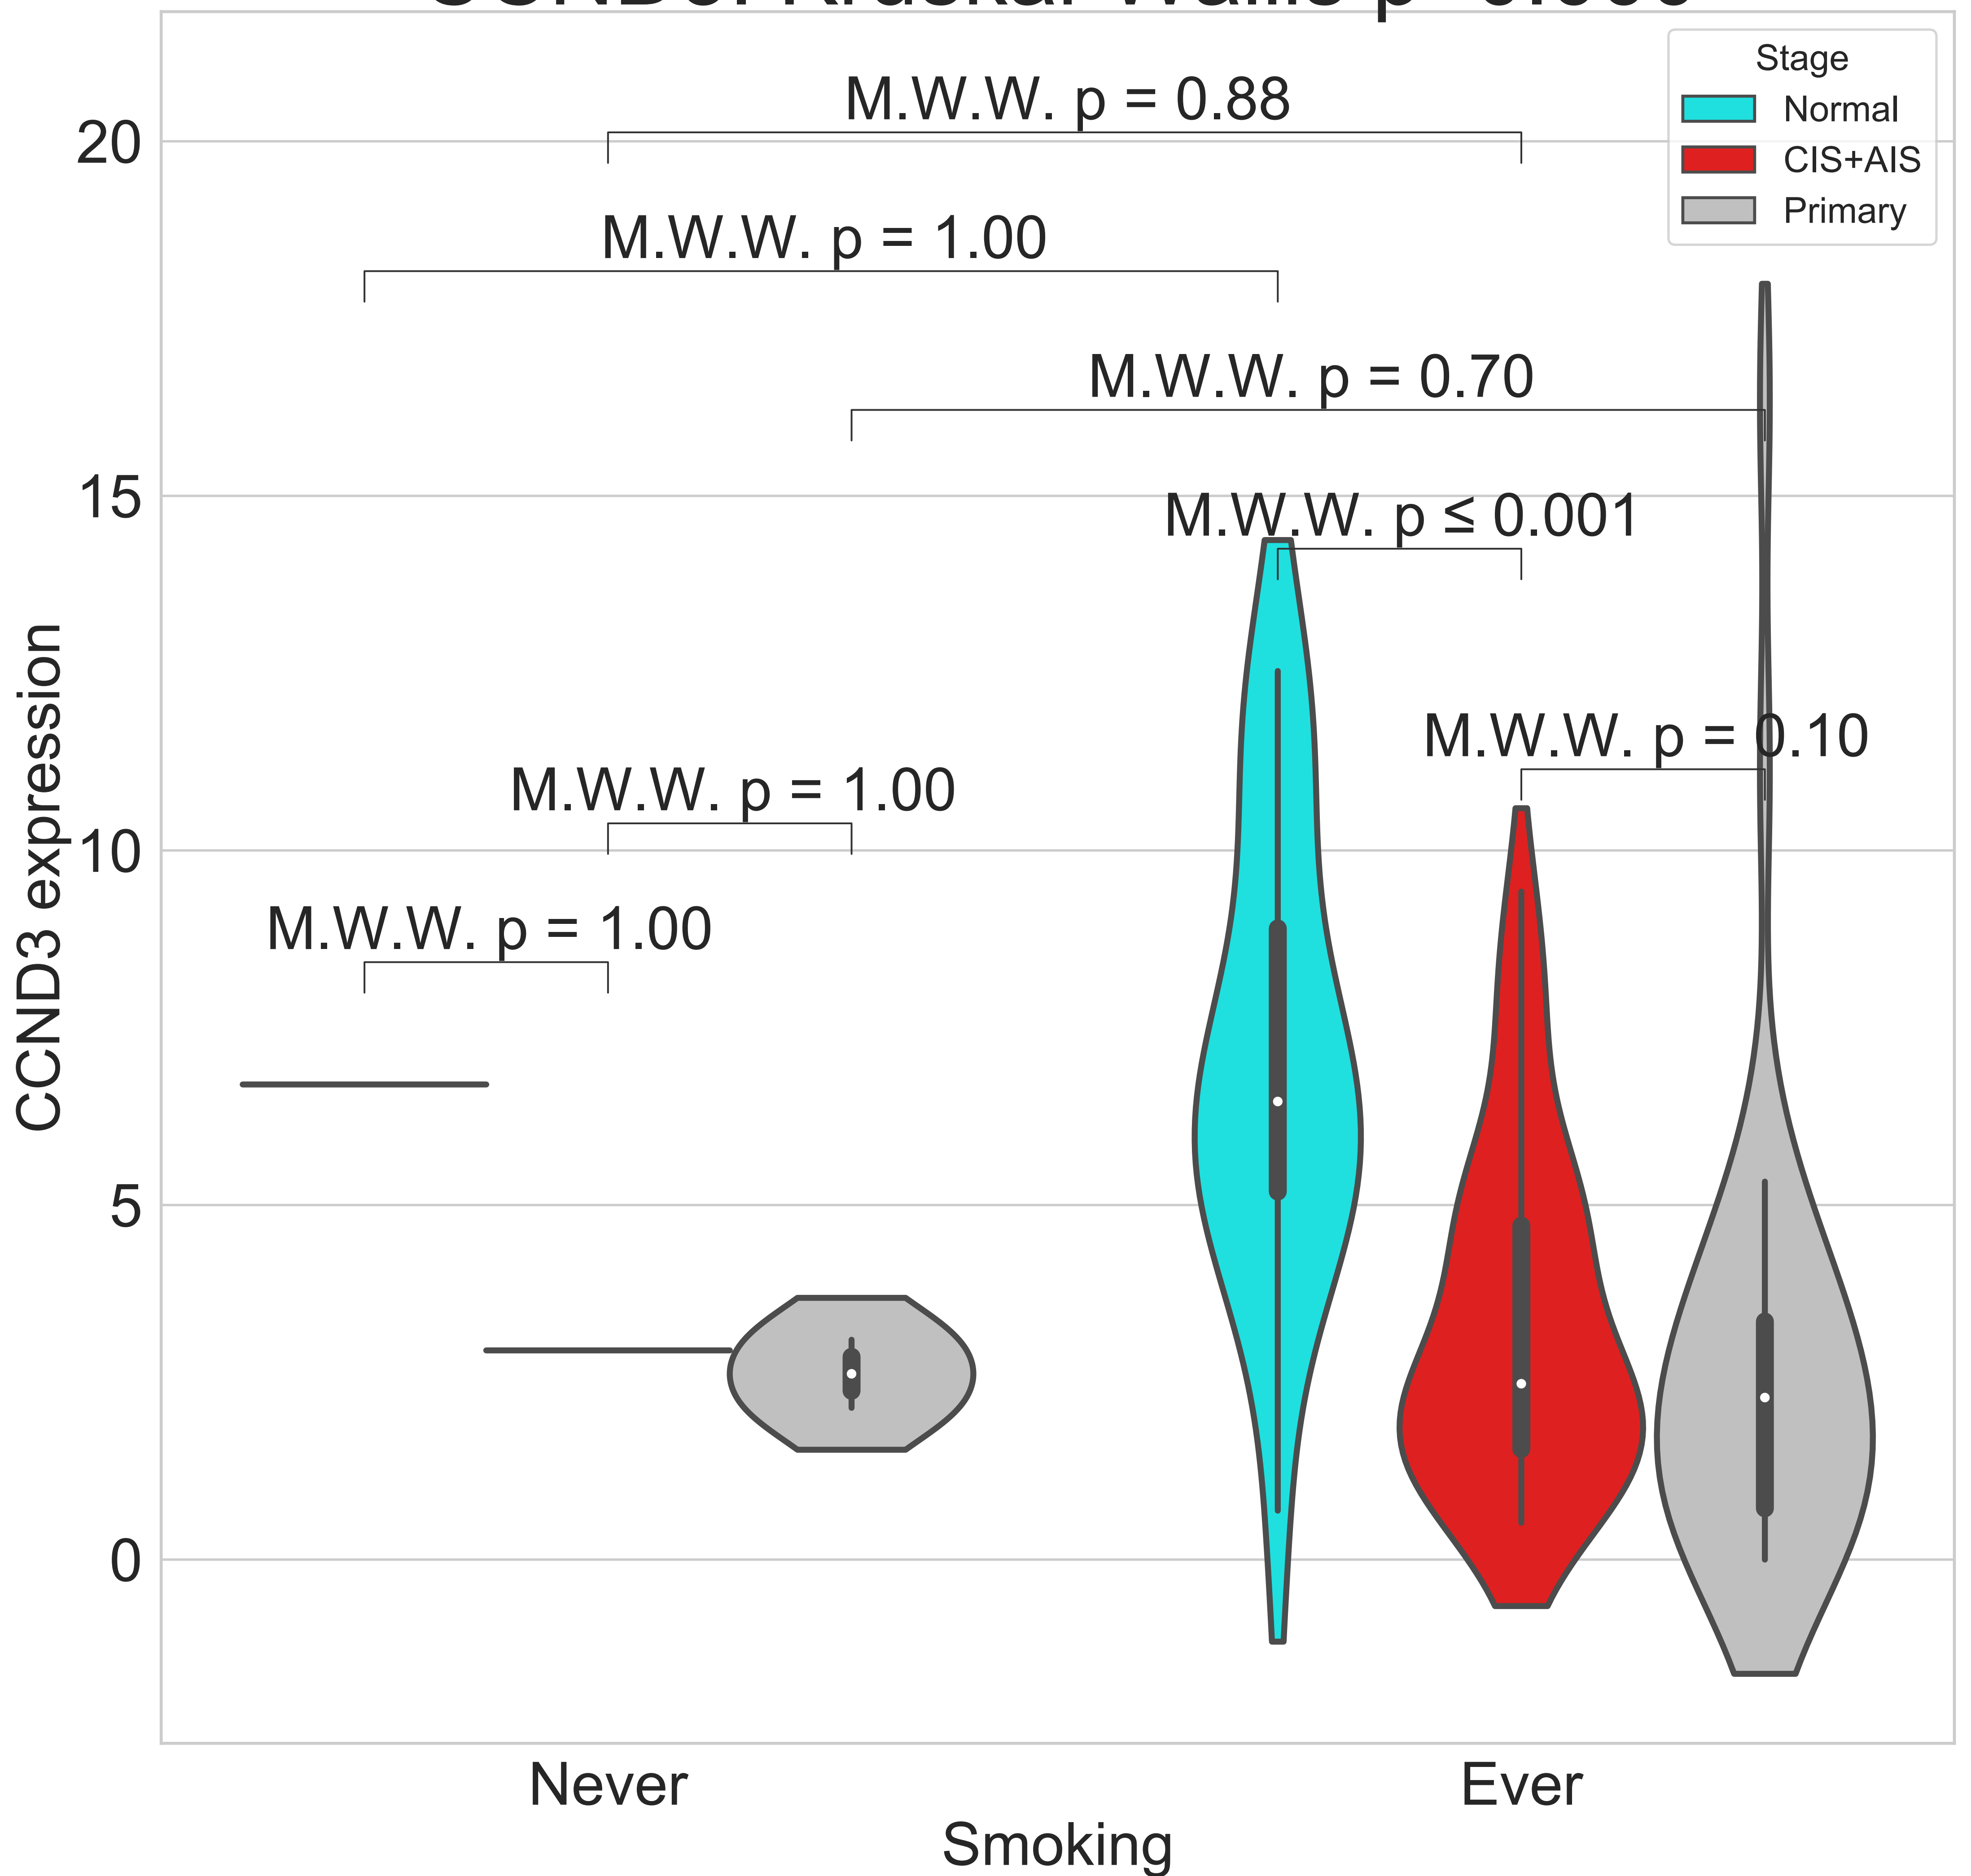 Stage
Normal
CIS+AIS
Primary
M.W.W. p = 0.88
M.W.W. p = 1.00
M.W.W. p = 0.70
M.W.W. p ≤ 0.001
M.W.W. p = 0.10
M.W.W. p = 1.00
M.W.W. p = 1.00
20
15
10
5
0
CCND3 expression
Never
Ever
Smoking